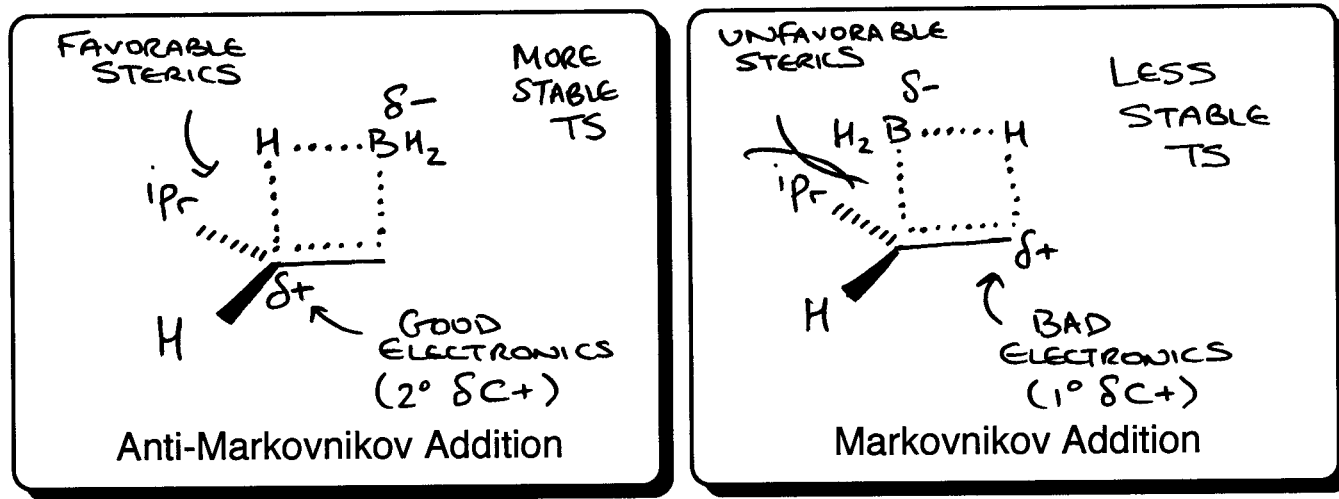 FAVORABLE
STERICS
MORE
STABLE
TS
δ-
H BH₂
ⁱPr
δ+
H
GOOD
ELECTRONICS
(2° δC+)
Anti-Markovnikov Addition
UNFAVORABLE
STERICS
LESS
STABLE
TS
δ-
H₂B H
ⁱPr
δ+
H
BAD
ELECTRONICS
(1° δC+)
Markovnikov Addition